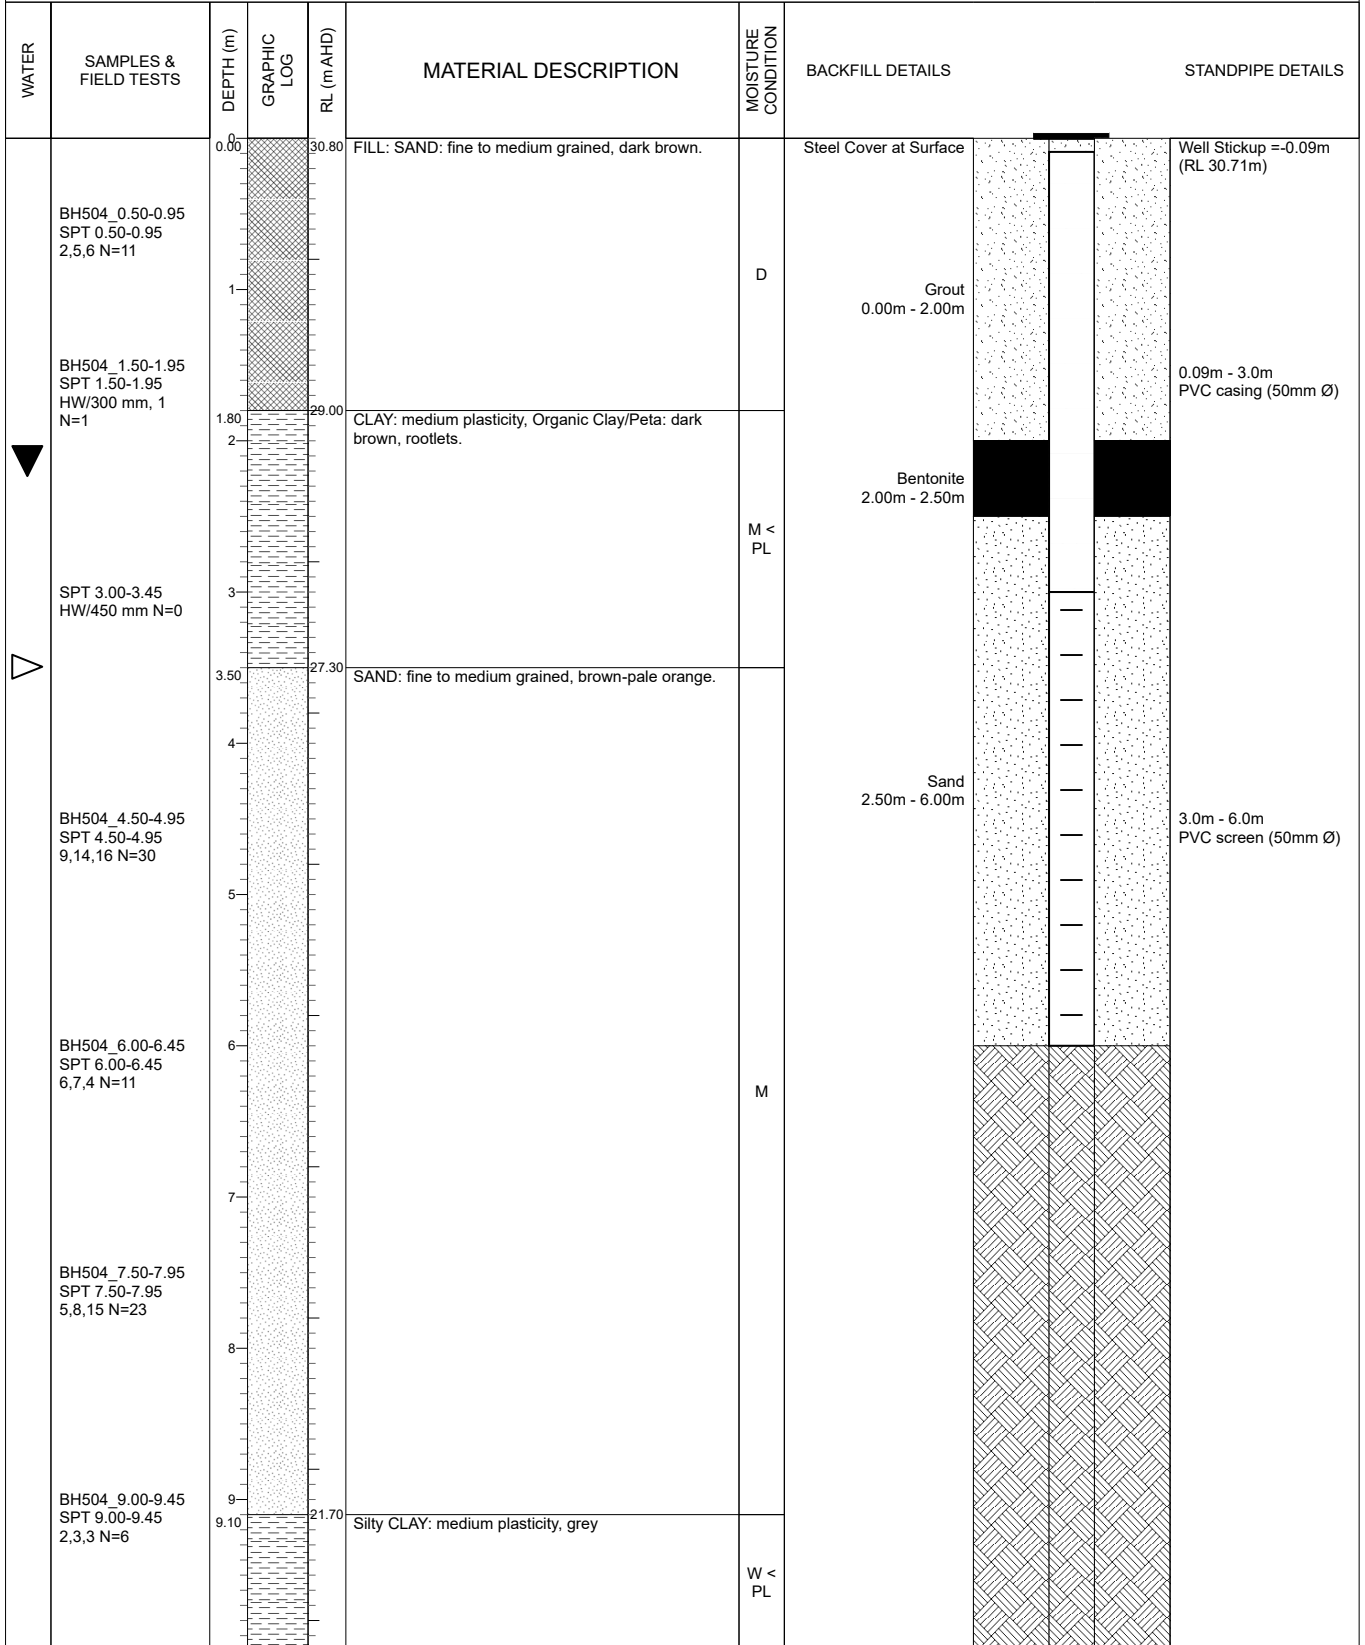 WATER
SAMPLES &
FIELD TESTS
DEPTH (m)
GRAPHIC
LOG
RL (m AHD)
MATERIAL DESCRIPTION
MOISTURE
CONDITION
BACKFILL DETAILS
STANDPIPE DETAILS
0
0.00
30.80
FILL: SAND: fine to medium grained, dark brown.
Steel Cover at Surface
Well Stickup =-0.09m
(RL 30.71m)
BH504_0.50-0.95
SPT 0.50-0.95
2,5,6 N=11
D
1
Grout
0.00m - 2.00m
BH504_1.50-1.95
SPT 1.50-1.95
HW/300 mm, 1
N=1
0.09m - 3.0m
PVC casing (50mm Ø)
1.80
29.00
CLAY: medium plasticity, Organic Clay/Peta: dark
brown, rootlets.
2
Bentonite
2.00m - 2.50m
M <
PL
SPT 3.00-3.45
HW/450 mm N=0
3
3.50
27.30
SAND: fine to medium grained, brown-pale orange.
4
Sand
2.50m - 6.00m
BH504_4.50-4.95
SPT 4.50-4.95
9,14,16 N=30
3.0m - 6.0m
PVC screen (50mm Ø)
5
BH504_6.00-6.45
SPT 6.00-6.45
6,7,4 N=11
6
M
7
BH504_7.50-7.95
SPT 7.50-7.95
5,8,15 N=23
8
BH504_9.00-9.45
SPT 9.00-9.45
2,3,3 N=6
9
9.10
21.70
Silty CLAY: medium plasticity, grey
W <
PL